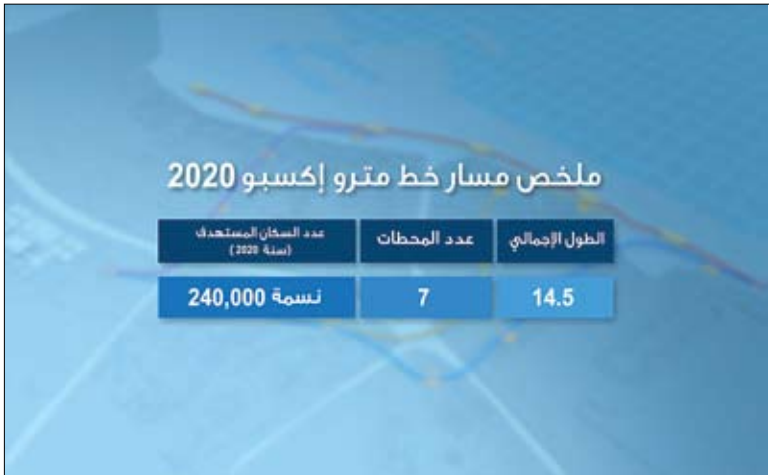 ملخص مسار خط مترو إكسبو 2020
الطول الإجمالي
عدد المحطات
عدد السكان المستهدف
(سنة 2020)
14.5
7
240,000 نسمة